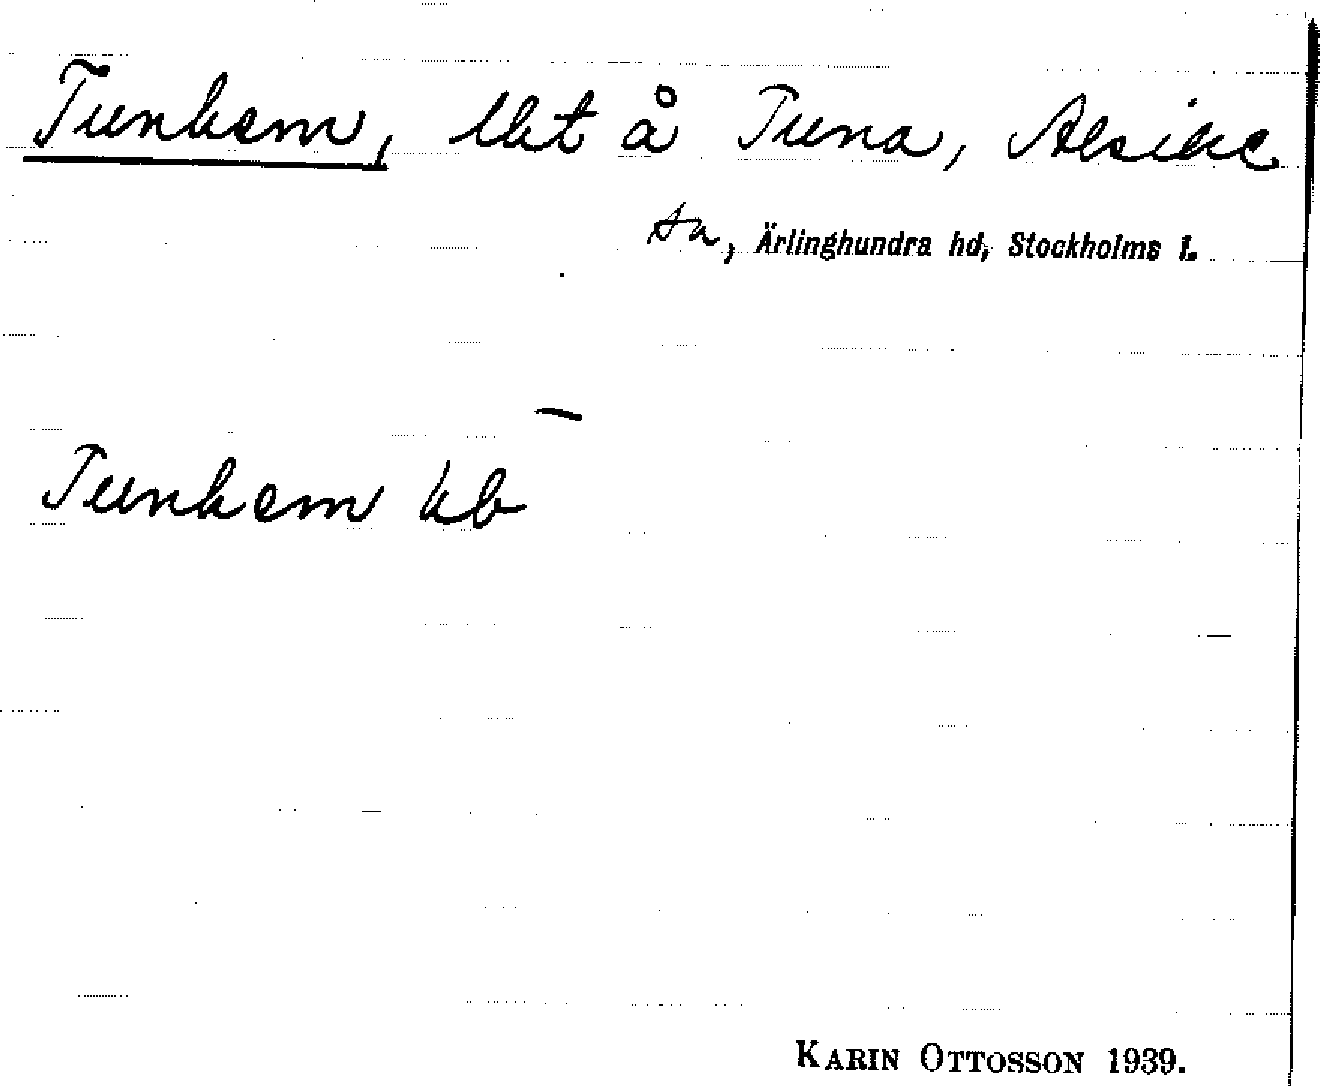 Tunhem, lht å Tuna, Alsike
sn, Ärlinghundra hd, Stockholms l.
—
Tunhem kb
KARIN OTTOSSON 1939.